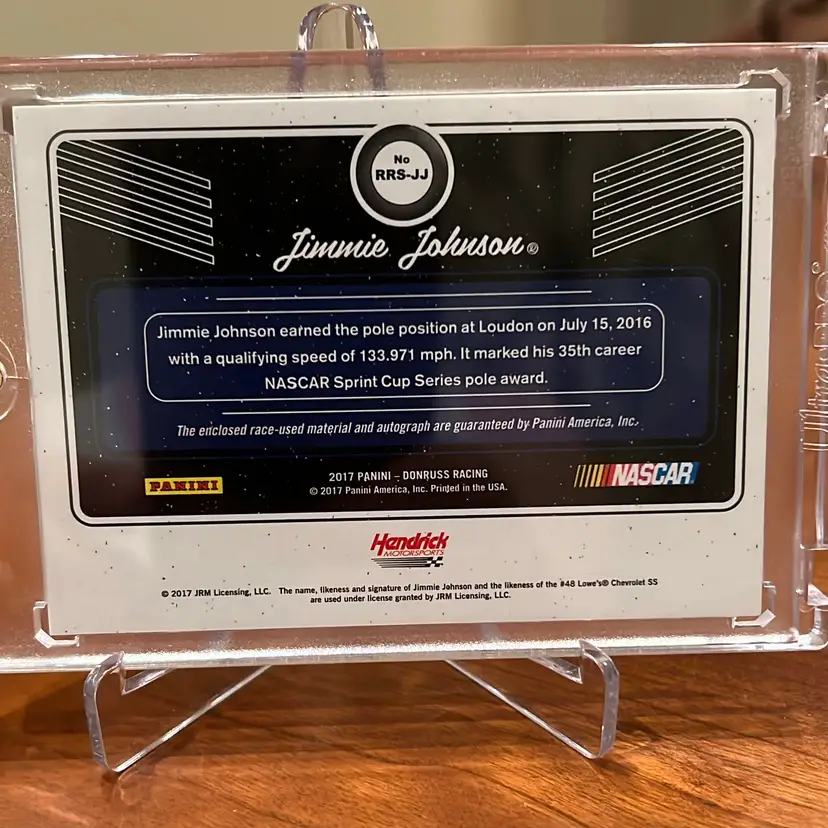 No
RRS-JJ
Jimmie Johnson
Jimmie Johnson earned the pole position at Loudon on July 15, 2016
with a qualifying speed of 133.971 mph. It marked his 35th career
NASCAR Sprint Cup Series pole award.
The enclosed race-used material and autograph are guaranteed by Panini America, Inc.
PANINI
2017 PANINI – DONRUSS RACING
© 2017 Panini America, Inc. Printed in the USA.
NASCAR
Hendrick
MOTORSPORTS
© 2017 JRM Licensing, LLC. The name, likeness and signature of Jimmie Johnson and the likeness of the #48 Lowe's® Chevrolet SS
are used under license granted by JRM Licensing, LLC.